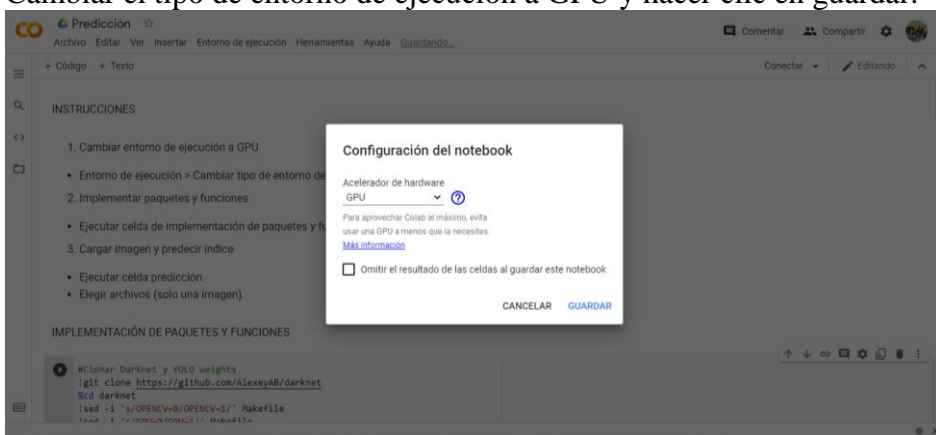 Cambiar el tipo de entorno de ejecución a GPU y hacer clic en guardar.
Predicción
Comentar Compartir
Archivo Editar Ver Insertar Entorno de ejecución Herramientas Ayuda Guardando...
+ Código + Texto Conectar Editando
INSTRUCCIONES
1. Cambiar entorno de ejecución a GPU
• Entorno de ejecución > Cambiar tipo de entorno de
2. Implementar paquetes y funciones
• Ejecutar celda de implementación de paquetes y fu
3. Cargar imagen y predecir índice
• Ejecutar celda predicción
• Elegir archivos (solo una imagen)
Configuración del notebook
Acelerador de hardware
GPU
Para aprovechar Colab al máximo, evita
usar una GPU a menos que la necesites.
Más información
Omitir el resultado de las celdas al guardar este notebook
CANCELAR GUARDAR
IMPLEMENTACIÓN DE PAQUETES Y FUNCIONES
#Clonar Darknet y YOLO weights
!git clone https://github.com/AlexeyAB/darknet
%cd darknet
!sed -i 's/OPENCV=0/OPENCV=1/' Makefile
!sed -i 's/GPU=0/GPU=1/' Makefile